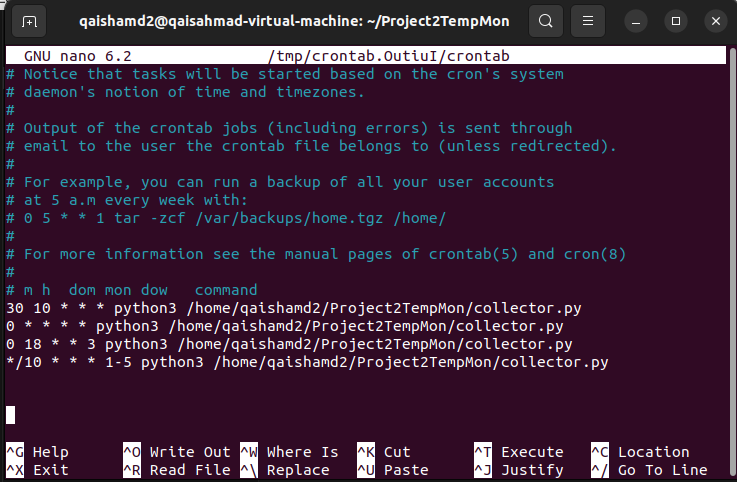 qaishamd2@qaisahmad-virtual-machine: ~/Project2TempMon
GNU nano 6.2 /tmp/crontab.OutiuI/crontab
# Notice that tasks will be started based on the cron's system
# daemon's notion of time and timezones.
#
# Output of the crontab jobs (including errors) is sent through
# email to the user the crontab file belongs to (unless redirected).
#
# For example, you can run a backup of all your user accounts
# at 5 a.m every week with:
# 0 5 * * 1 tar -zcf /var/backups/home.tgz /home/
#
# For more information see the manual pages of crontab(5) and cron(8)
#
# m h  dom mon dow   command
30 10 * * * python3 /home/qaishamd2/Project2TempMon/collector.py
0 * * * * python3 /home/qaishamd2/Project2TempMon/collector.py
0 18 * * 3 python3 /home/qaishamd2/Project2TempMon/collector.py
*/10 * * * 1-5 python3 /home/qaishamd2/Project2TempMon/collector.py
^G Help ^O Write Out ^W Where Is ^K Cut ^T Execute ^C Location
^X Exit ^R Read File ^\ Replace ^U Paste ^J Justify ^/ Go To Line